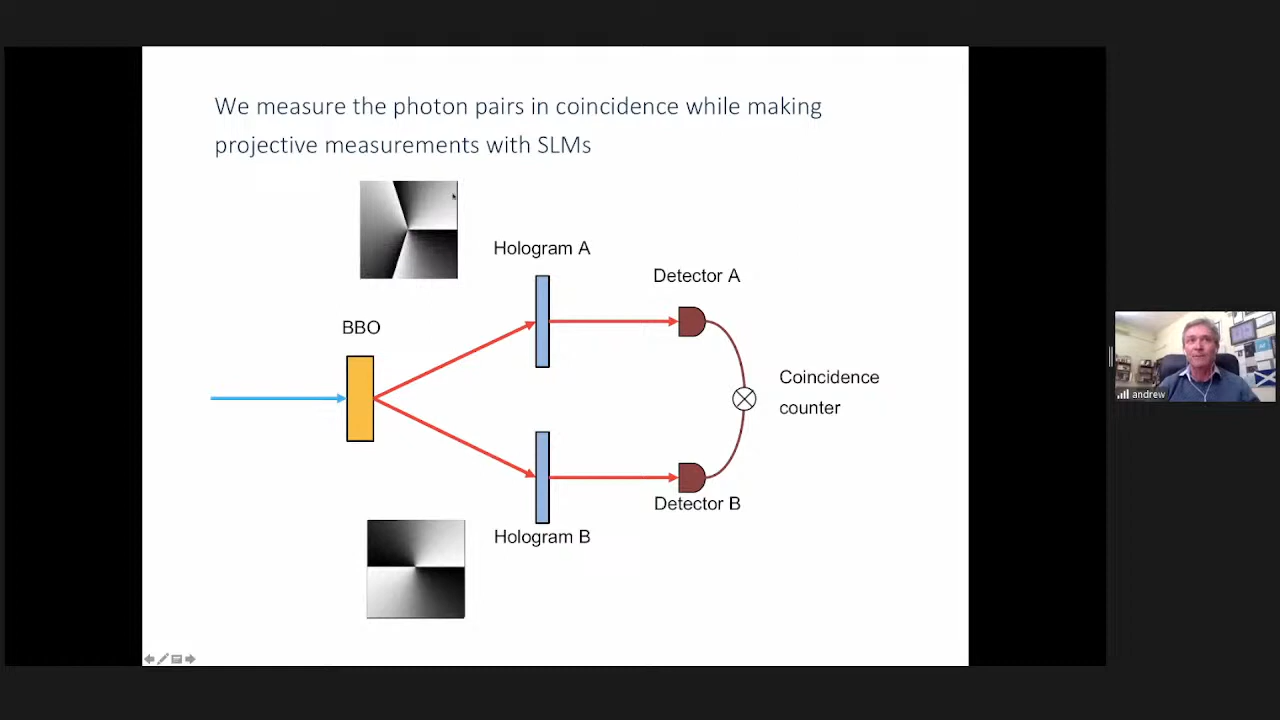 We measure the photon pairs in coincidence while making
projective measurements with SLMs
Hologram A
Detector A
BBO
Coincidence
counter
andrew
Detector B
Hologram B